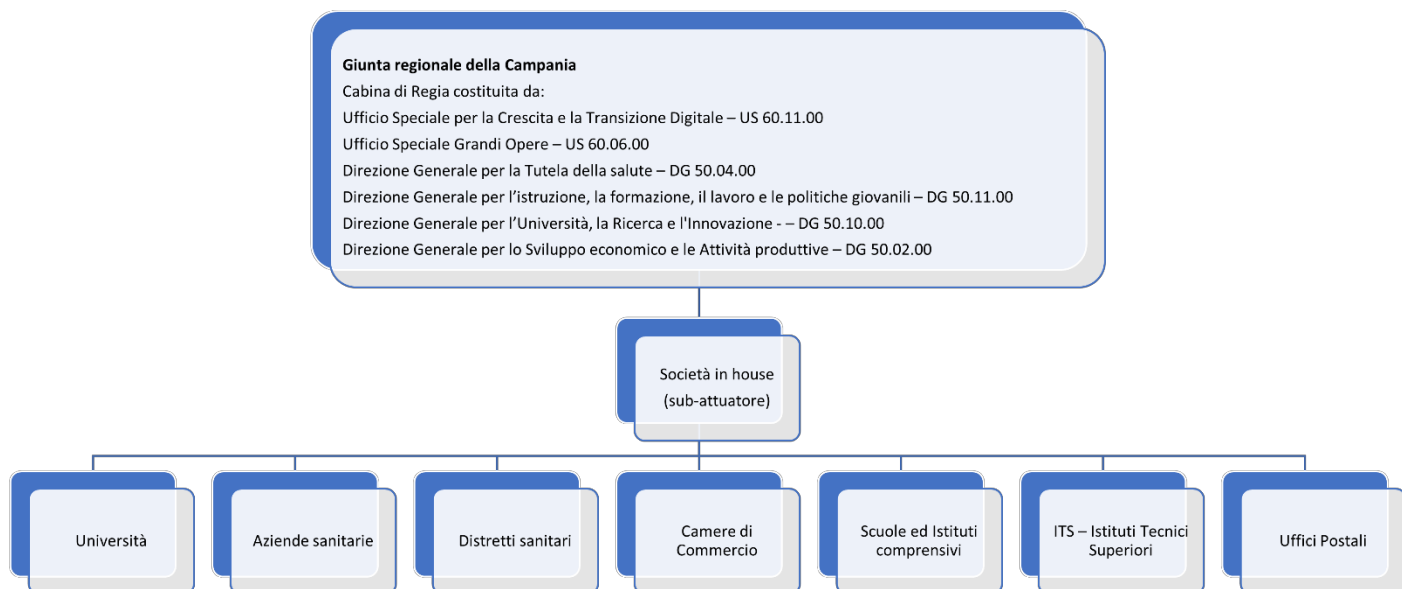 Giunta regionale della Campania
Cabina di Regia costituita da:
Ufficio Speciale per la Crescita e la Transizione Digitale – US 60.11.00
Ufficio Speciale Grandi Opere – US 60.06.00
Direzione Generale per la Tutela della salute – DG 50.04.00
Direzione Generale per l’istruzione, la formazione, il lavoro e le politiche giovanili – DG 50.11.00
Direzione Generale per l’Università, la Ricerca e l'Innovazione - – DG 50.10.00
Direzione Generale per lo Sviluppo economico e le Attività produttive – DG 50.02.00
Società in house
(sub-attuatore)
Università
Aziende sanitarie
Distretti sanitari
Camere di
Commercio
Scuole ed Istituti
comprensivi
ITS – Istituti Tecnici
Superiori
Uffici Postali